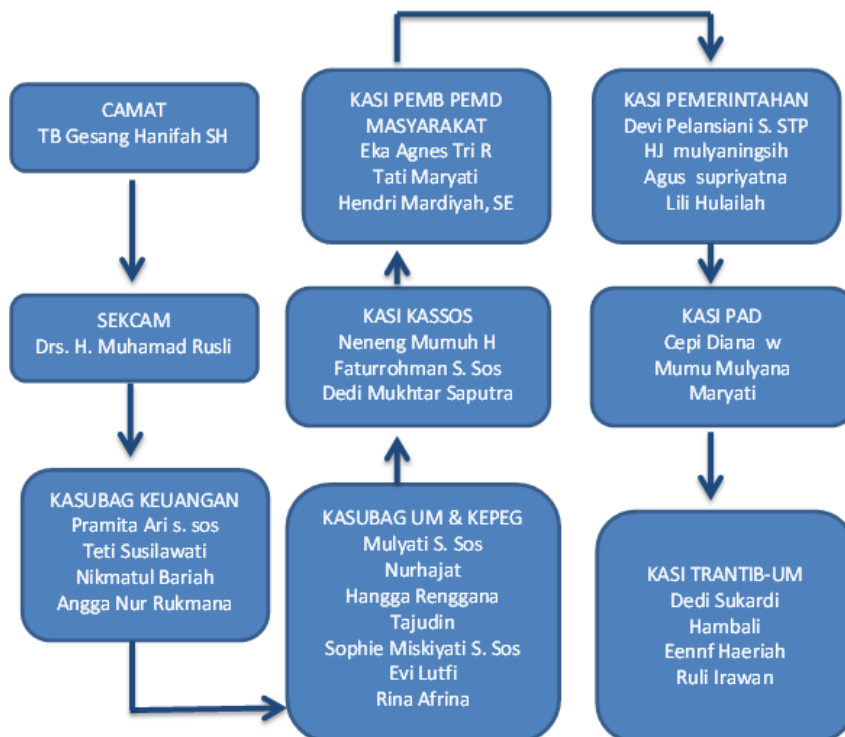 CAMAT
TB Gesang Hanifah SH
SEKCAM
Drs. H. Muhamad Rusli
KASUBAG KEUANGAN
Pramita Ari s. sos
Teti Susilawati
Nikmatul Bariah
Angga Nur Rukmana
KASUBAG UM & KEPEG
Mulyati S. Sos
Nurhajat
Hangga Renggana
Tajudin
Sophie Miskiyati S. Sos
Evi Lutfi
Rina Afrina
KASI KASSOS
Neneng Mumuh H
Faturrohman S. Sos
Dedi Mukhtar Saputra
KASI PEMB PEMD
MASYARAKAT
Eka Agnes Tri R
Tati Maryati
Hendri Mardiyah, SE
KASI PEMERINTAHAN
Devi Pelansiani S. STP
HJ mulyaningsih
Agus supriyatna
Lili Hulailah
KASI PAD
Cepi Diana w
Mumu Mulyana
Maryati
KASI TRANTIB-UM
Dedi Sukardi
Hambali
Eennf Haeriah
Ruli Irawan